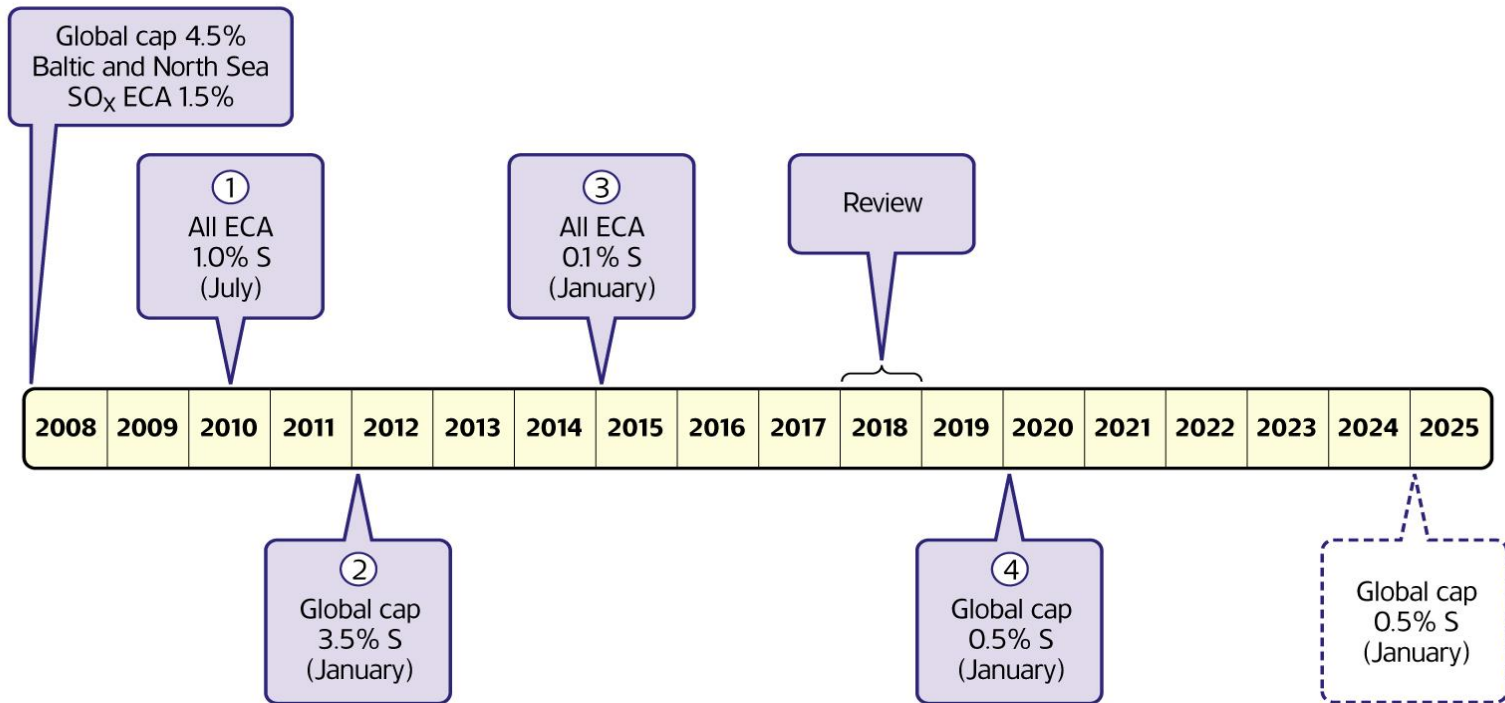 Global cap 4.5%
Baltic and North Sea
SOX ECA 1.5%
1
All ECA
1.0% S
(July)
3
All ECA
0.1% S
(January)
Review
2008 2009 2010 2011 2012 2013 2014 2015 2016 2017 2018 2019 2020 2021 2022 2023 2024 2025
2
Global cap
3.5% S
(January)
4
Global cap
0.5% S
(January)
Global cap
0.5% S
(January)